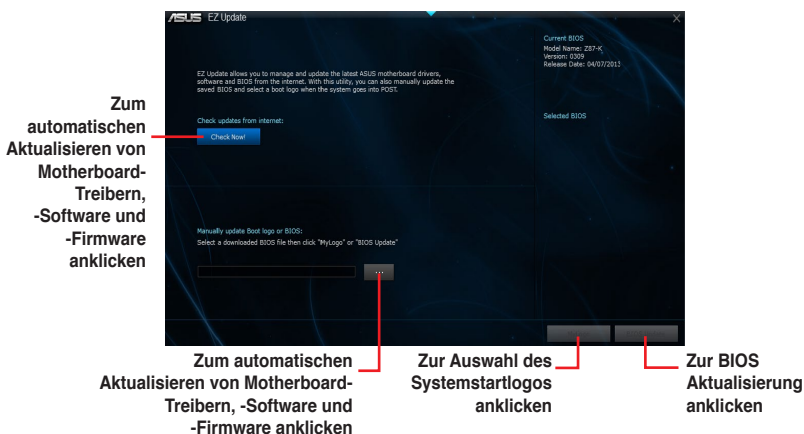 ASUS EZ Update
Current BIOS
Model Name: Z87-K
Version: 0309
Release Date: 04/07/2013
EZ Update allows you to manage and update the latest ASUS motherboard drivers,
software and BIOS from the internet. With this utility, you can also manually update the
saved BIOS and select a boot logo when the system goes into POST.
Selected BIOS
Check updates from internet:
Check Now!
Zum
automatischen
Aktualisieren von
Motherboard-
Treibern,
-Software und
-Firmware
anklicken
Manually update Boot logo or BIOS:
Select a downloaded BIOS file then click "MyLogo" or "BIOS Update"
...
Zum automatischen
Aktualisieren von Motherboard-
Treibern, -Software und
-Firmware anklicken
Zur Auswahl des
Systemstartlogos
anklicken
Zur BIOS
Aktualisierung
anklicken